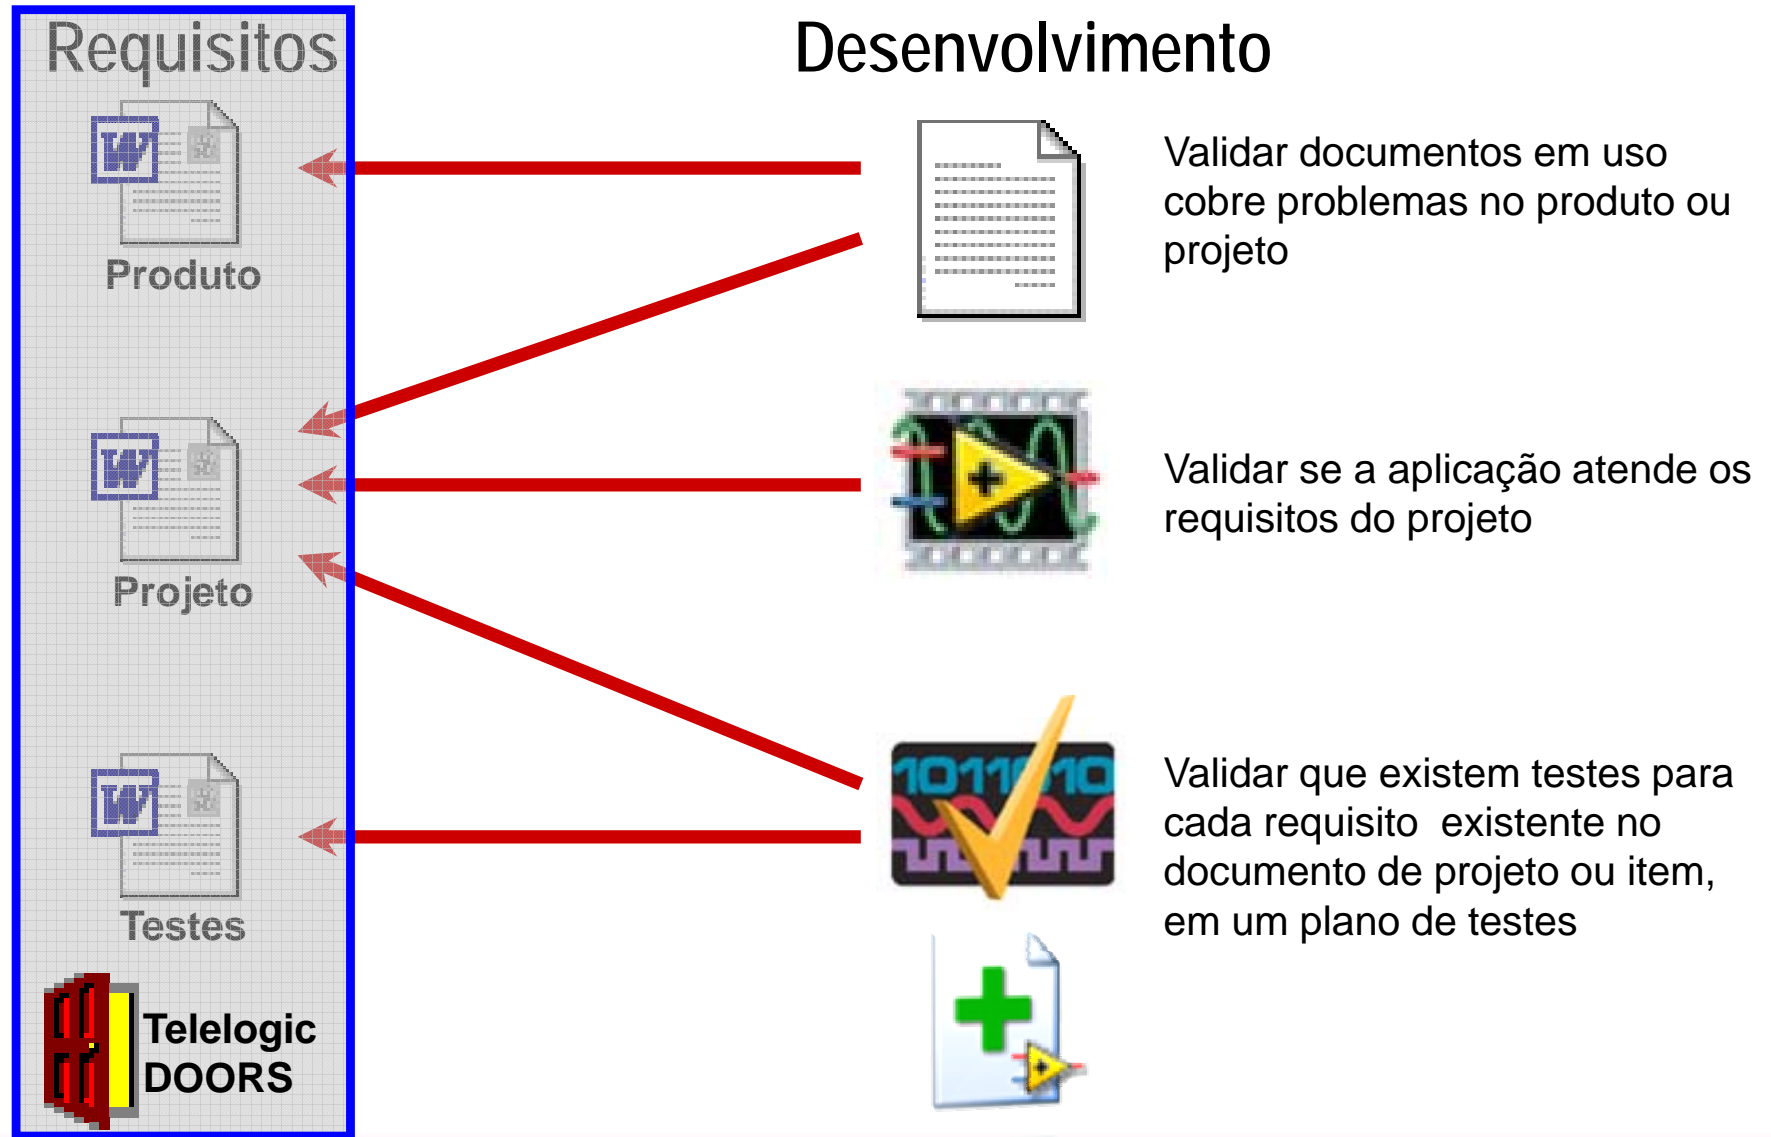 Requisitos
Desenvolvimento
W
Produto
Validar documentos em uso
cobre problemas no produto ou
projeto
W
Projeto
Validar se a aplicação atende os
requisitos do projeto
W
Testes
1011010
Validar que existem testes para
cada requisito existente no
documento de projeto ou item,
em um plano de testes
Telelogic
DOORS